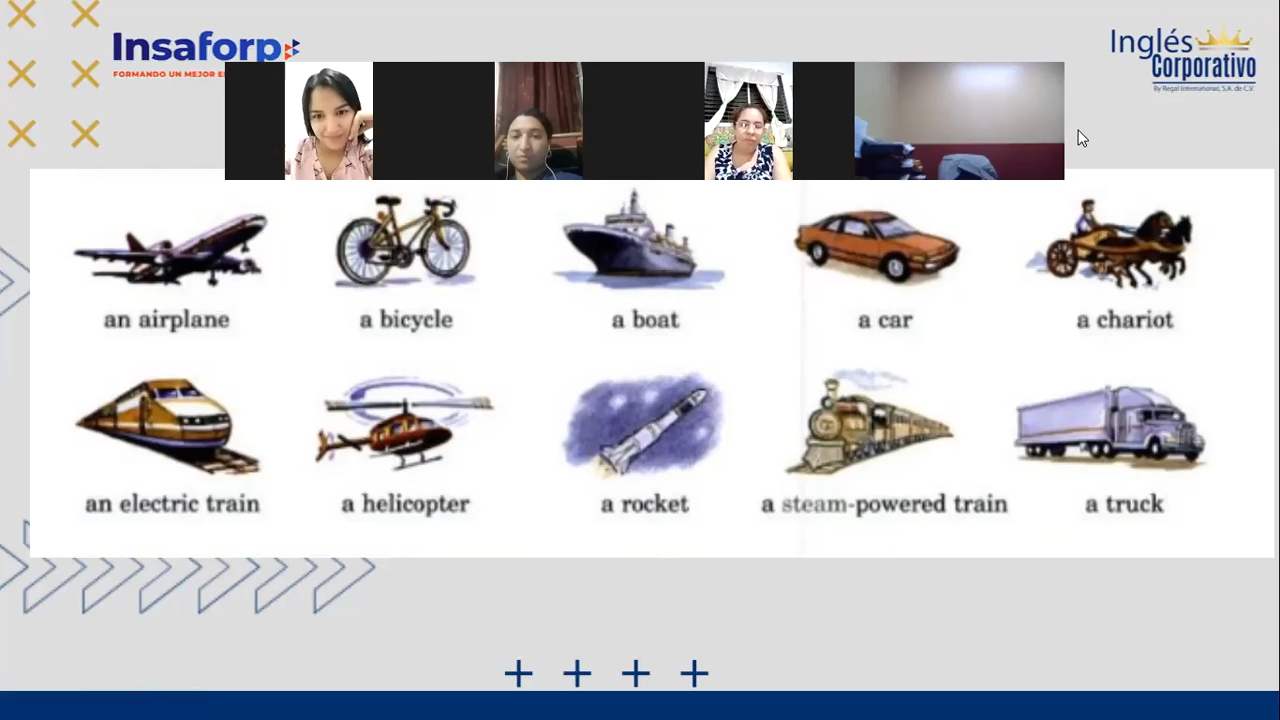 Insaforp
FORMANDO UN MEJOR
Inglés
Corporativo
By Regal International, S.A. de C.V.
an airplane
a bicycle
a boat
a car
a chariot
an electric train
a helicopter
a rocket
a steam-powered train
a truck